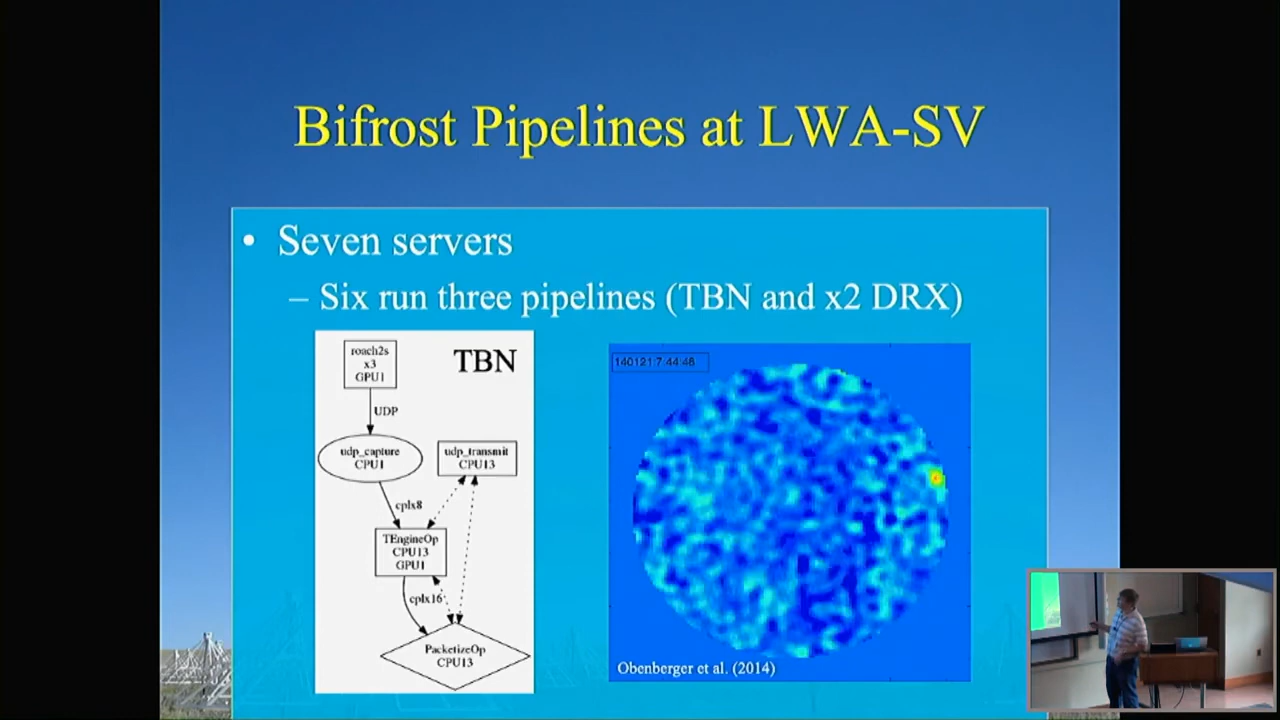 Bifrost Pipelines at LWA-SV
• Seven servers
– Six run three pipelines (TBN and x2 DRX)
TBN
roach2s
x3
GPU1
UDP
udp_capture
CPU1
udp_transmit
CPU13
cplx8
TEngineOp
CPU13
GPU1
cplx16
PacketizeOp
CPU13
140121:7:44:46
Obenberger et al. (2014)